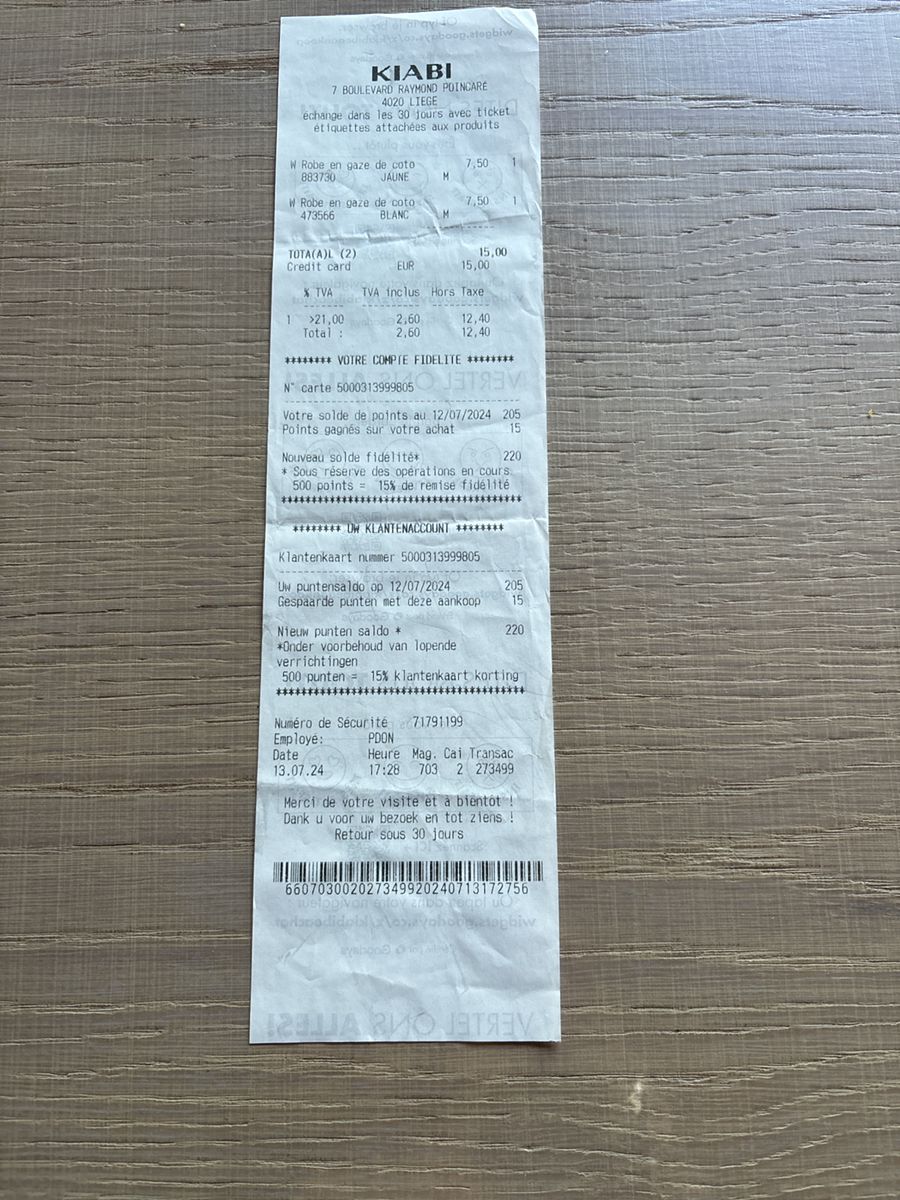 KIABI
7 BOULEVARD RAYMOND POINCARE
4020 LIEGE
échange dans les 30 jours avec ticket
étiquettes attachées aux produits
W Robe en gaze de coto 7,50 1
883730 JAUNE M
W Robe en gaze de coto 7,50 1
473566 BLANC M
TOTA(A)L (2) 15,00
Credit card EUR 15,00
% TVA TVA inclus Hors Taxe
1 >21,00 2,60 12,40
Total : 2,60 12,40
******** VOTRE COMPTE FIDELITE ********
N° carte 5000313999805
Votre solde de points au 12/07/2024 205
Points gagnés sur votre achat 15
Nouveau solde fidélité* 220
* Sous réserve des opérations en cours
500 points = 15% de remise fidélité
****************************************
******** UW KLANTENACCOUNT ********
Klantenkaart nummer 5000313999805
Uw puntensaldo op 12/07/2024 205
Gespaarde punten met deze aankoop 15
Nieuw punten saldo * 220
*Onder voorbehoud van lopende
verrichtingen
500 punten = 15% klantenkaart korting
****************************************
Numéro de Sécurité 71791199
Employé: PDON
Date Heure Mag. Cai Transac
13.07.24 17:28 703 2 273499
Merci de votre visite et à bientôt !
Dank u voor uw bezoek en tot ziens !
Retour sous 30 jours
660703002027349920240713172756
VERTEL ONS ALLES!